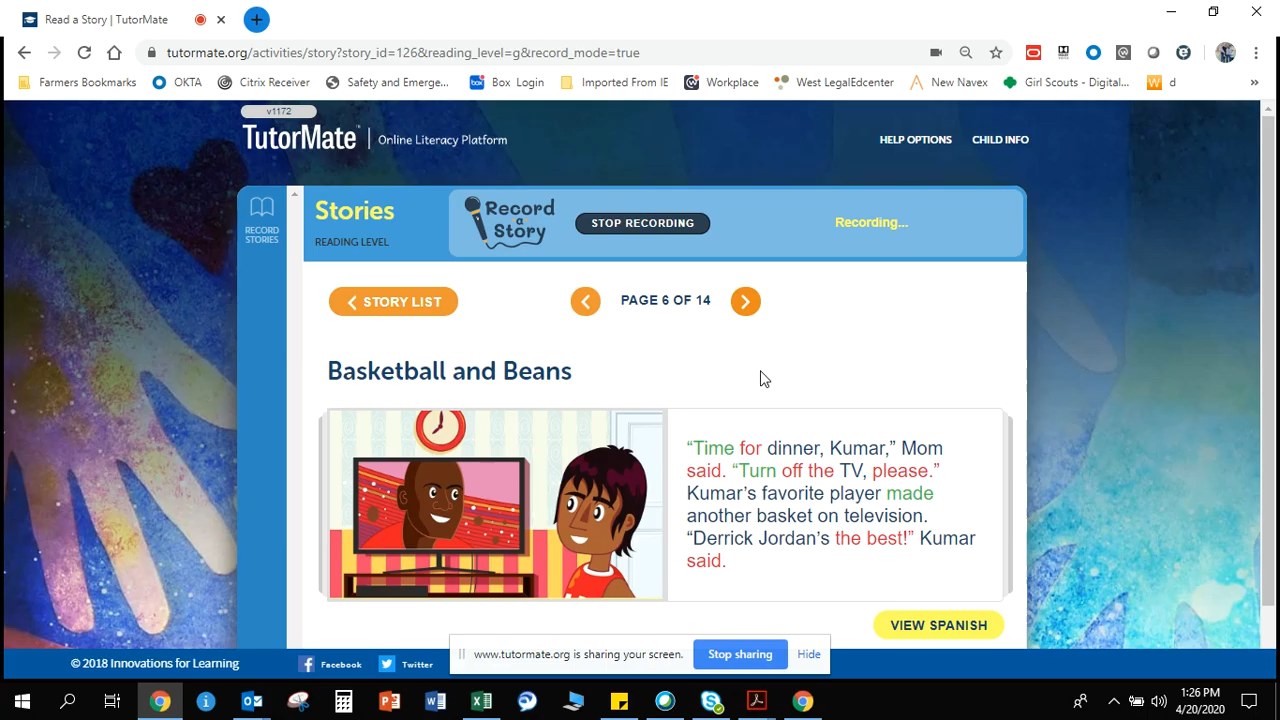 Read a Story | TutorMate
tutormate.org/activities/story?story_id=126&reading_level=g&record_mode=true
Farmers Bookmarks OKTA Citrix Receiver Safety and Emerge... Box Login Imported From IE Workplace West LegalEdcenter New Navex Girl Scouts - Digital... d »
v1172
TutorMate | Online Literacy Platform
HELP OPTIONS CHILD INFO
RECORD
STORIES
Stories
READING LEVEL
Record
a
Story
STOP RECORDING
Recording...
STORY LIST
PAGE 6 OF 14
Basketball and Beans
“Time for dinner, Kumar,” Mom
said. “Turn off the TV, please.”
Kumar’s favorite player made
another basket on television.
“Derrick Jordan’s the best!” Kumar
said.
VIEW SPANISH
© 2018 Innovations for Learning
Facebook Twitter
www.tutormate.org is sharing your screen. Stop sharing Hide
1:26 PM
4/20/2020